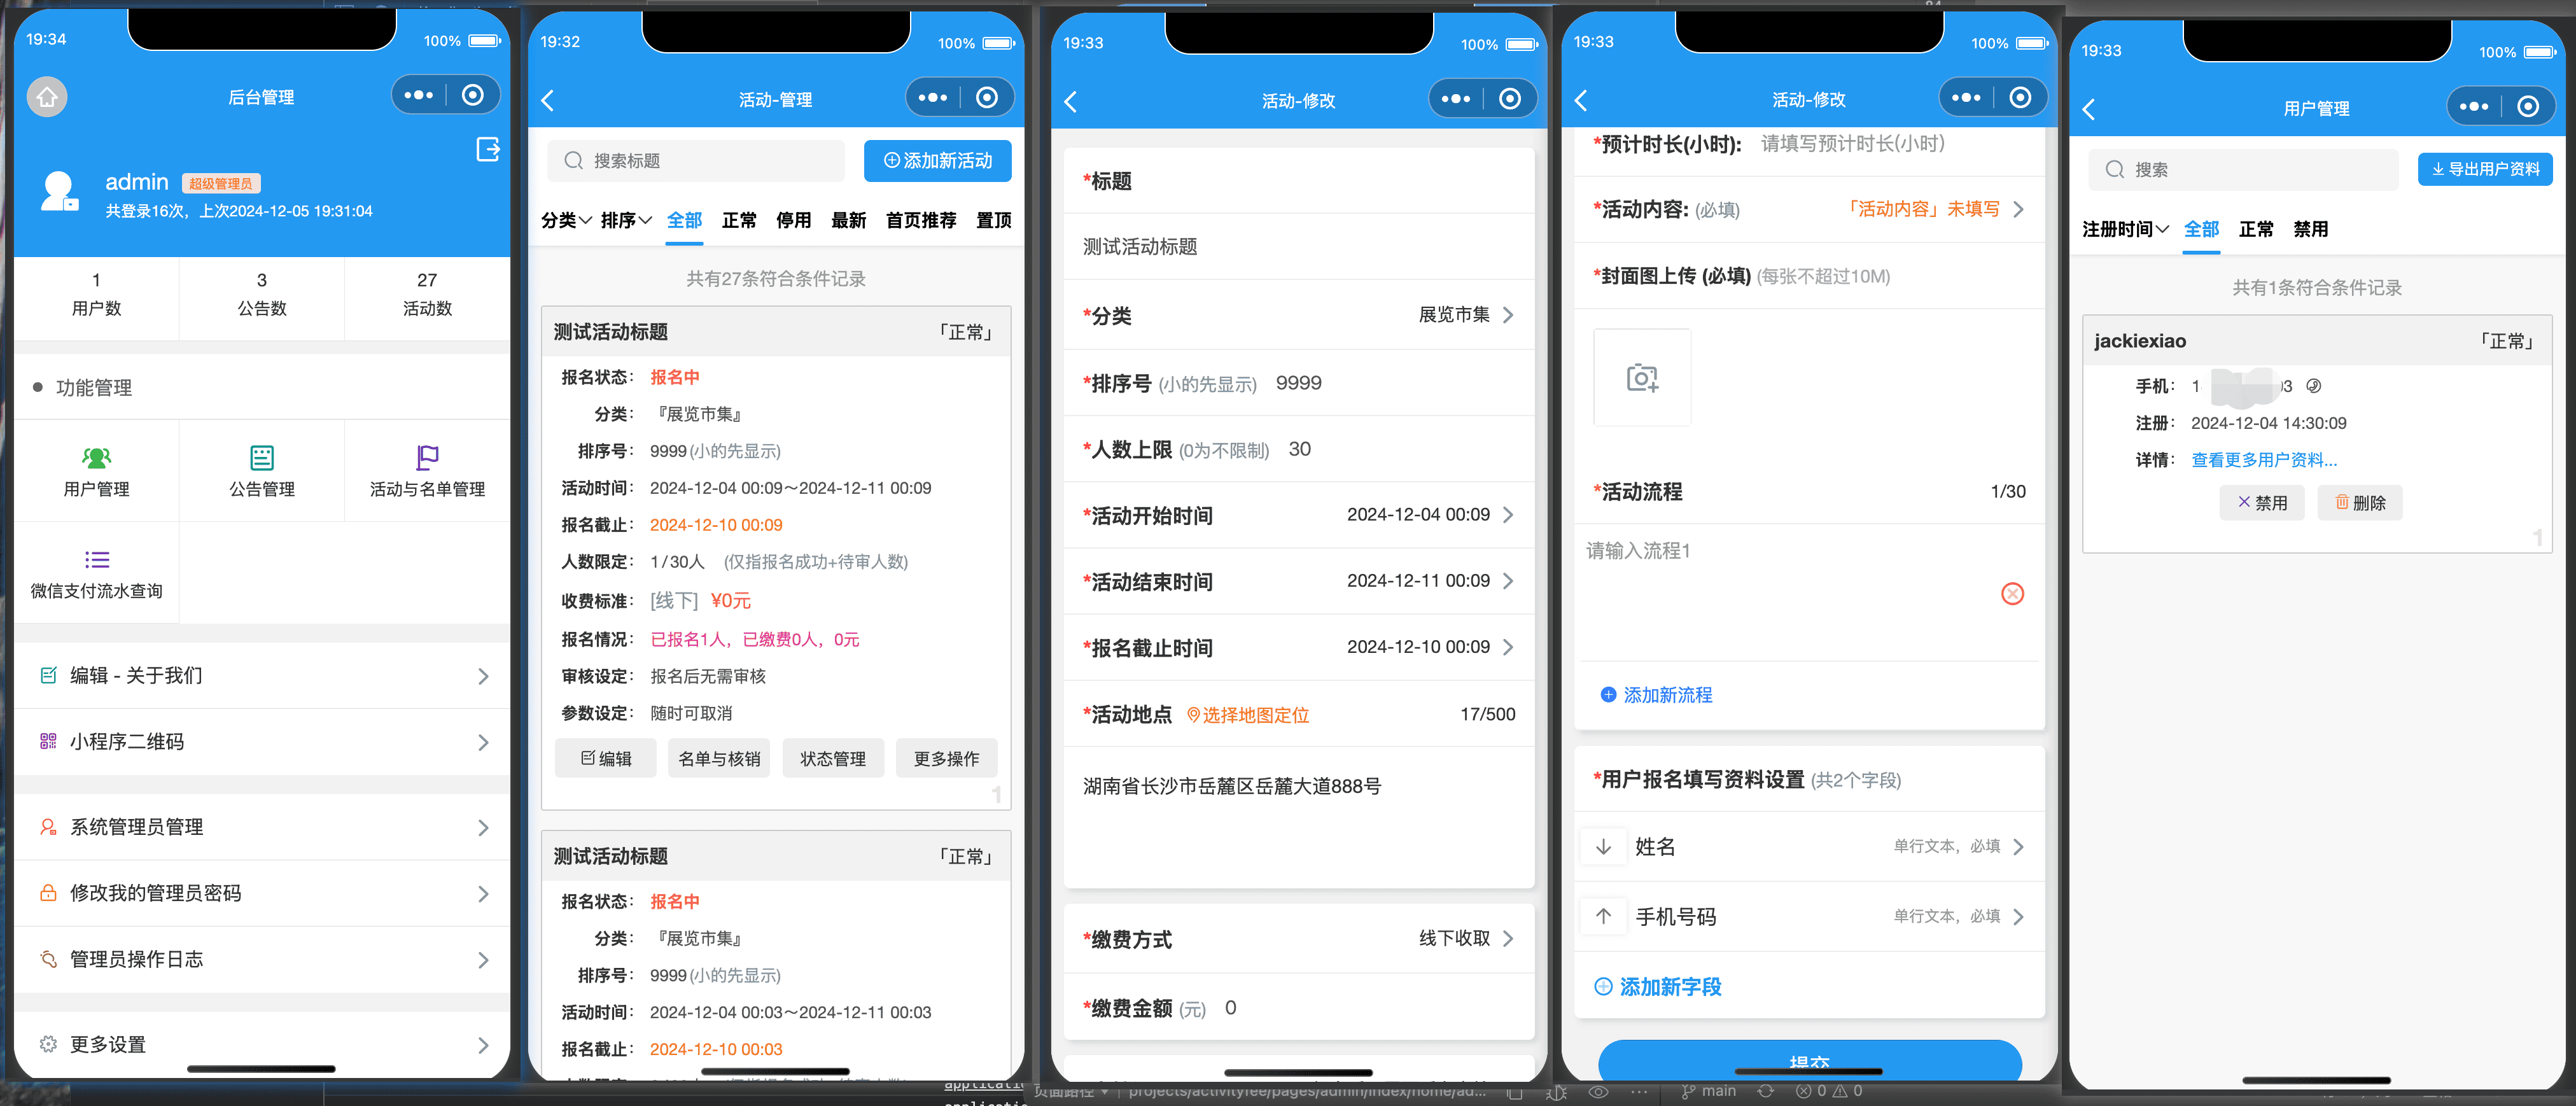 19:34
100%
后台管理
admin 超级管理员
共登录16次，上次2024-12-05 19:31:04
1
用户数
3
公告数
27
活动数
功能管理
用户管理
公告管理
活动与名单管理
微信支付流水查询
编辑 - 关于我们
小程序二维码
系统管理员管理
修改我的管理员密码
管理员操作日志
更多设置
19:32
100%
活动-管理
搜索标题
添加新活动
分类 排序 全部 正常 停用 最新 首页推荐 置顶
共有27条符合条件记录
测试活动标题 「正常」
报名状态： 报名中
分类： 『展览市集』
排序号： 9999(小的先显示)
活动时间： 2024-12-04 00:09～2024-12-11 00:09
报名截止： 2024-12-10 00:09
人数限定： 1/30人 (仅指报名成功+待审人数)
收费标准： [线下] ¥0元
报名情况： 已报名1人，已缴费0人，0元
审核设定： 报名后无需审核
参数设定： 随时可取消
编辑 名单与核销 状态管理 更多操作
1
测试活动标题 「正常」
报名状态： 报名中
分类： 『展览市集』
排序号： 9999(小的先显示)
活动时间： 2024-12-04 00:03～2024-12-11 00:03
报名截止： 2024-12-10 00:03
19:33
100%
活动-修改
*标题
测试活动标题
*分类 展览市集
*排序号 (小的先显示) 9999
*人数上限 (0为不限制) 30
*活动开始时间 2024-12-04 00:09
*活动结束时间 2024-12-11 00:09
*报名截止时间 2024-12-10 00:09
*活动地点 选择地图定位 17/500
湖南省长沙市岳麓区岳麓大道888号
*缴费方式 线下收取
*缴费金额 (元) 0
19:33
100%
活动-修改
*预计时长(小时): 请填写预计时长(小时)
*活动内容: (必填) 「活动内容」未填写
*封面图上传 (必填) (每张不超过10M)
*活动流程 1/30
请输入流程1
添加新流程
*用户报名填写资料设置 (共2个字段)
姓名 单行文本，必填
手机号码 单行文本，必填
添加新字段
提交
19:33
100%
用户管理
搜索
导出用户资料
注册时间 全部 正常 禁用
共有1条符合条件记录
jackiexiao 「正常」
手机： 1 3
注册： 2024-12-04 14:30:09
详情： 查看更多用户资料...
禁用 删除
1
页面路径
main
0 0